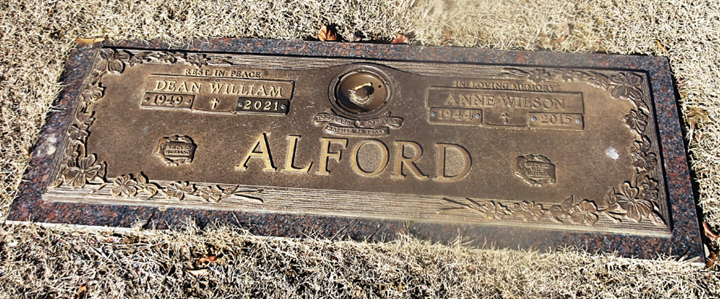 REST IN PEACE
DEAN WILLIAM
1949 2021
IN LOVING MEMORY
ANNE WILSON
1944 2015
ALFORD